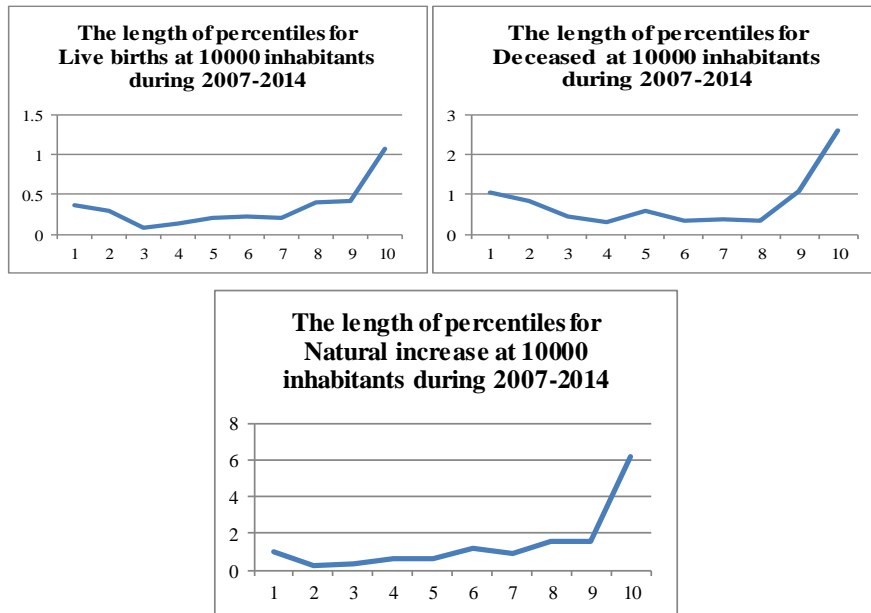 The length of percentiles for
Live births at 10000 inhabitants
during 2007-2014
1.5
1
0.5
0
1 2 3 4 5 6 7 8 9 10
The length of percentiles for
Deceased at 10000 inhabitants
during 2007-2014
3
2
1
0
1 2 3 4 5 6 7 8 9 10
The length of percentiles for
Natural increase at 10000
inhabitants during 2007-2014
8
6
4
2
0
1 2 3 4 5 6 7 8 9 10